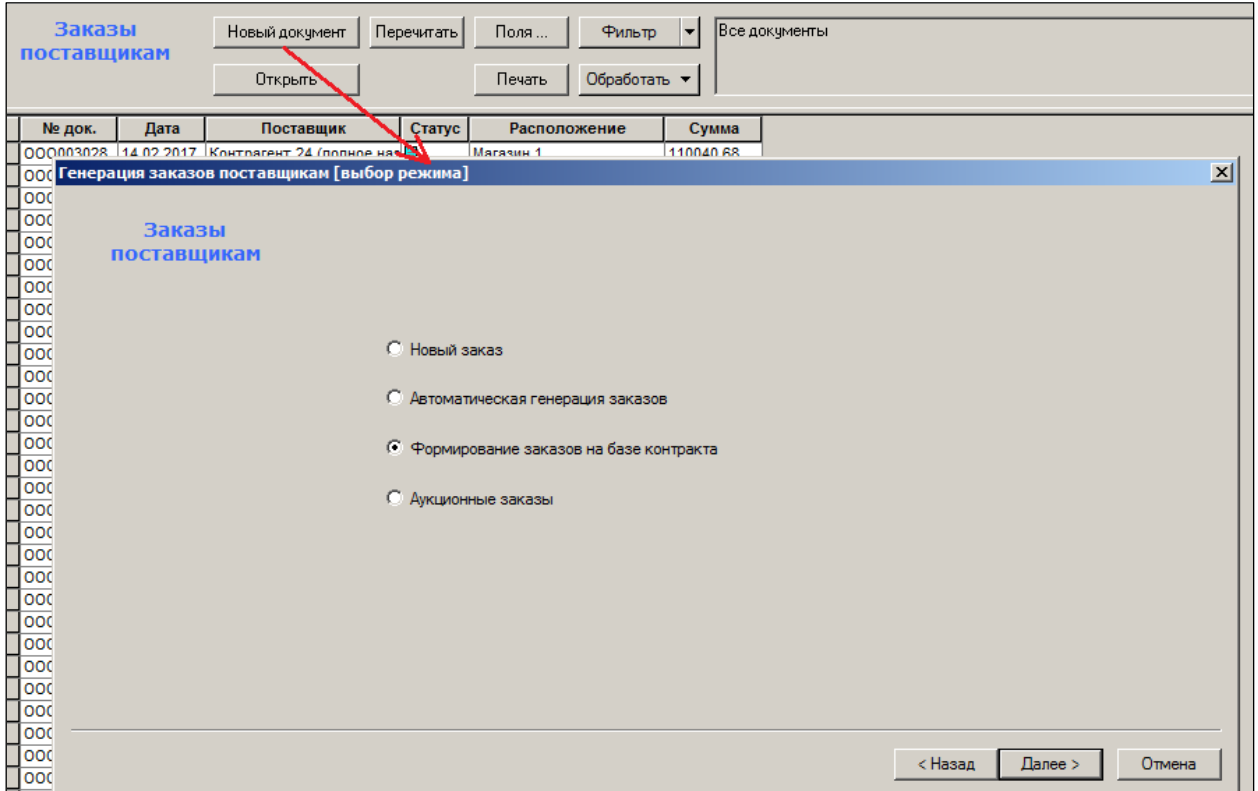 Заказы
поставщикам
Новый документ Перечитать Поля ... Фильтр Все документы
Открыть Печать Обработать
№ док. Дата Поставщик Статус Расположение Сумма
ООО003028 14.02.2017 Контрагент 24 (полное наз Магазин 1 110040.68
Генерация заказов поставщикам [выбор режима]
Заказы
поставщикам
Новый заказ
Автоматическая генерация заказов
Формирование заказов на базе контракта
Аукционные заказы
< Назад Далее > Отмена